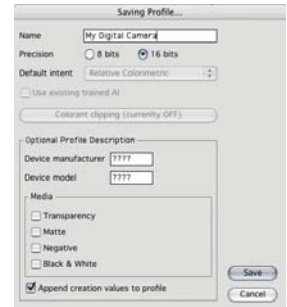 Saving Profile...
Name My Digital Camera
Precision 8 bits 16 bits
Default intent Relative Colorimetric
Use existing trained AI
Colorant clipping (currently OFF)
Optional Profile Description
Device manufacturer ????
Device model ????
Media
Transparency
Matte
Negative
Black & White
Append creation values to profile
Save
Cancel